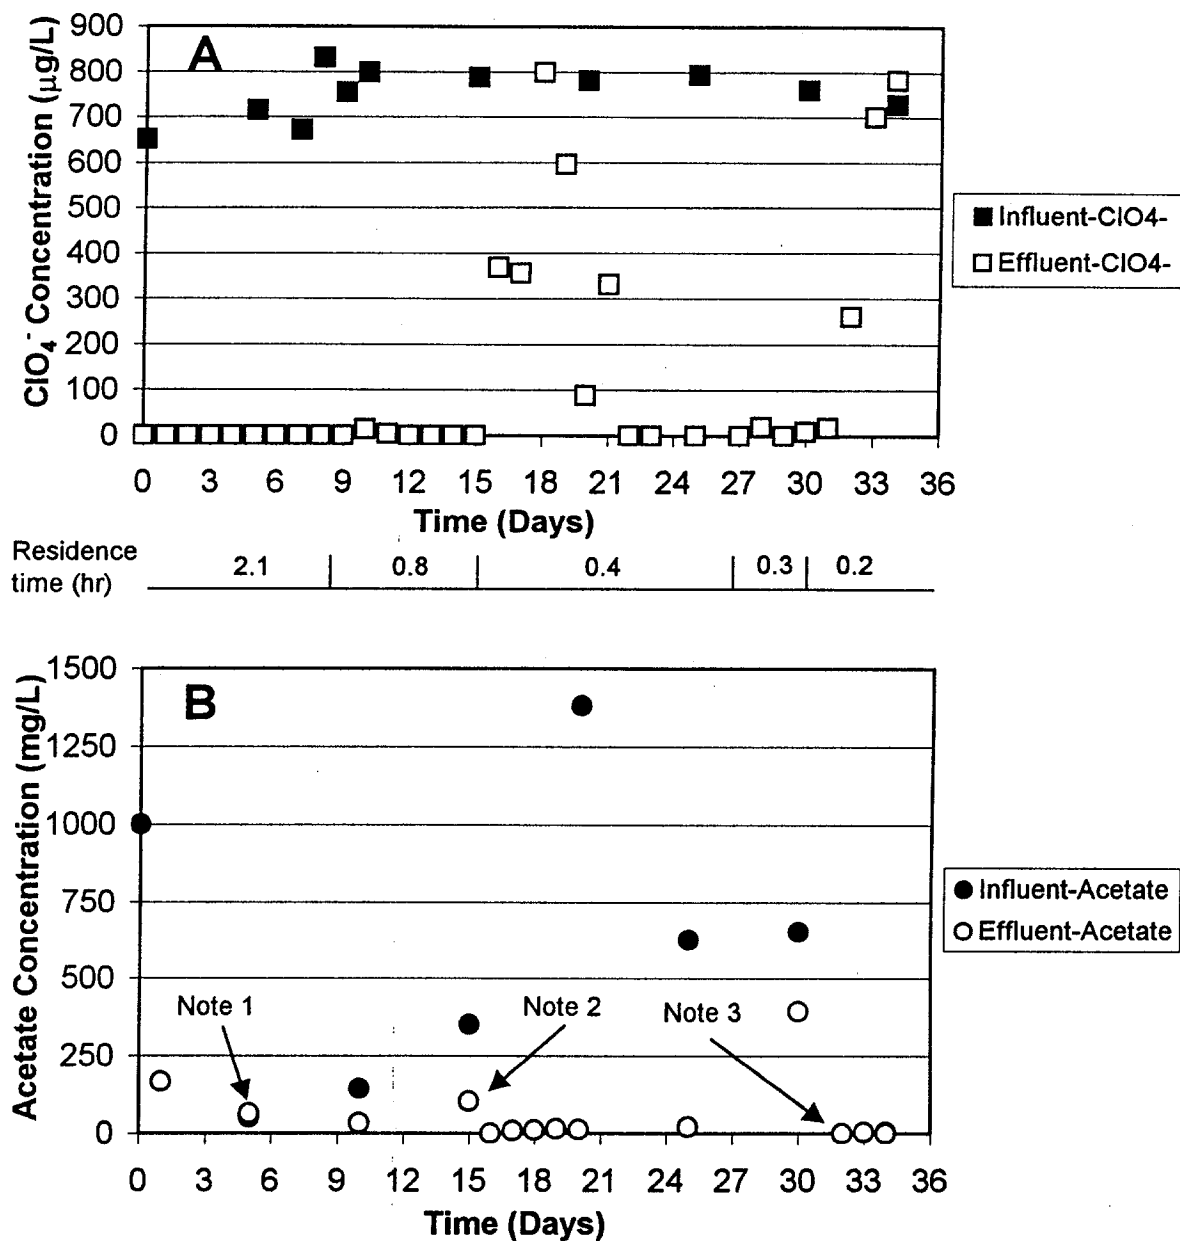 A
ClO₄⁻ Concentration (µg/L)
900
800
700
600
500
400
300
200
100
0
0 3 6 9 12 15 18 21 24 27 30 33 36
Time (Days)
■ Influent-ClO4-
□ Effluent-ClO4-
Residence
time (hr)
2.1 0.8 0.4 0.3 0.2
B
Acetate Concentration (mg/L)
1500
1250
1000
750
500
250
0
Note 1
Note 2
Note 3
0 3 6 9 12 15 18 21 24 27 30 33 36
Time (Days)
● Influent-Acetate
○ Effluent-Acetate